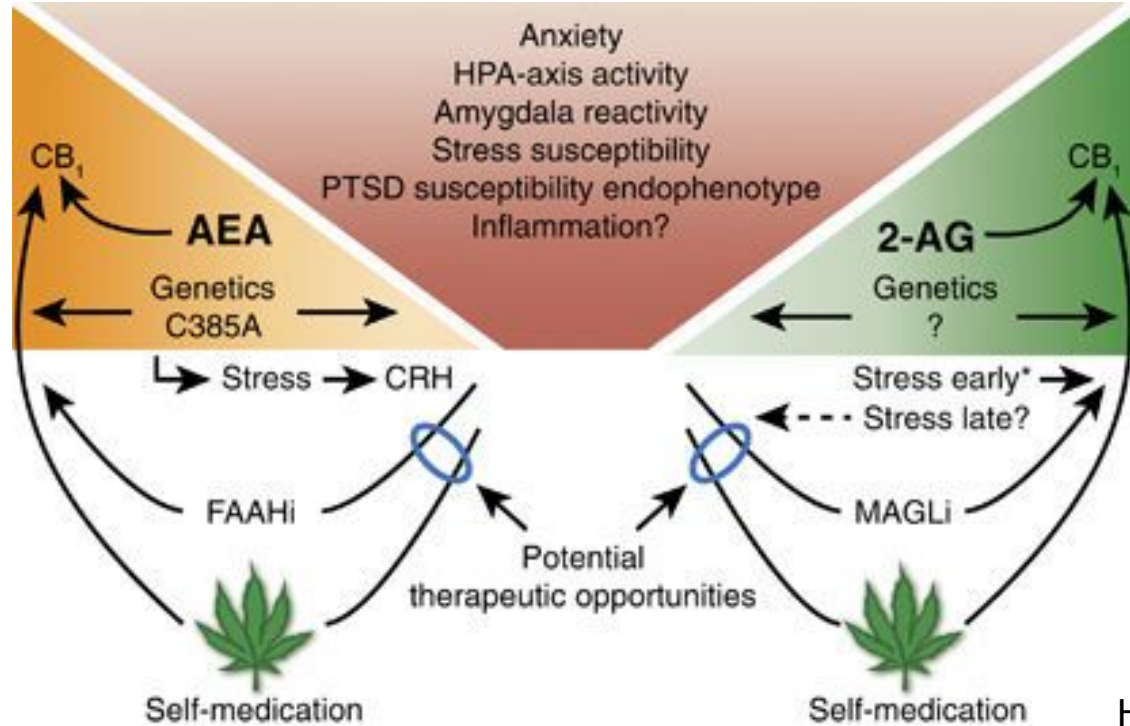 Anxiety
HPA-axis activity
Amygdala reactivity
Stress susceptibility
PTSD susceptibility endophenotype
Inflammation?
CB₁
AEA
Genetics
C385A
Stress
CRH
FAAHi
Self-medication
CB₁
2-AG
Genetics
?
Stress early*
Stress late?
MAGLi
Self-medication
Potential
therapeutic opportunities